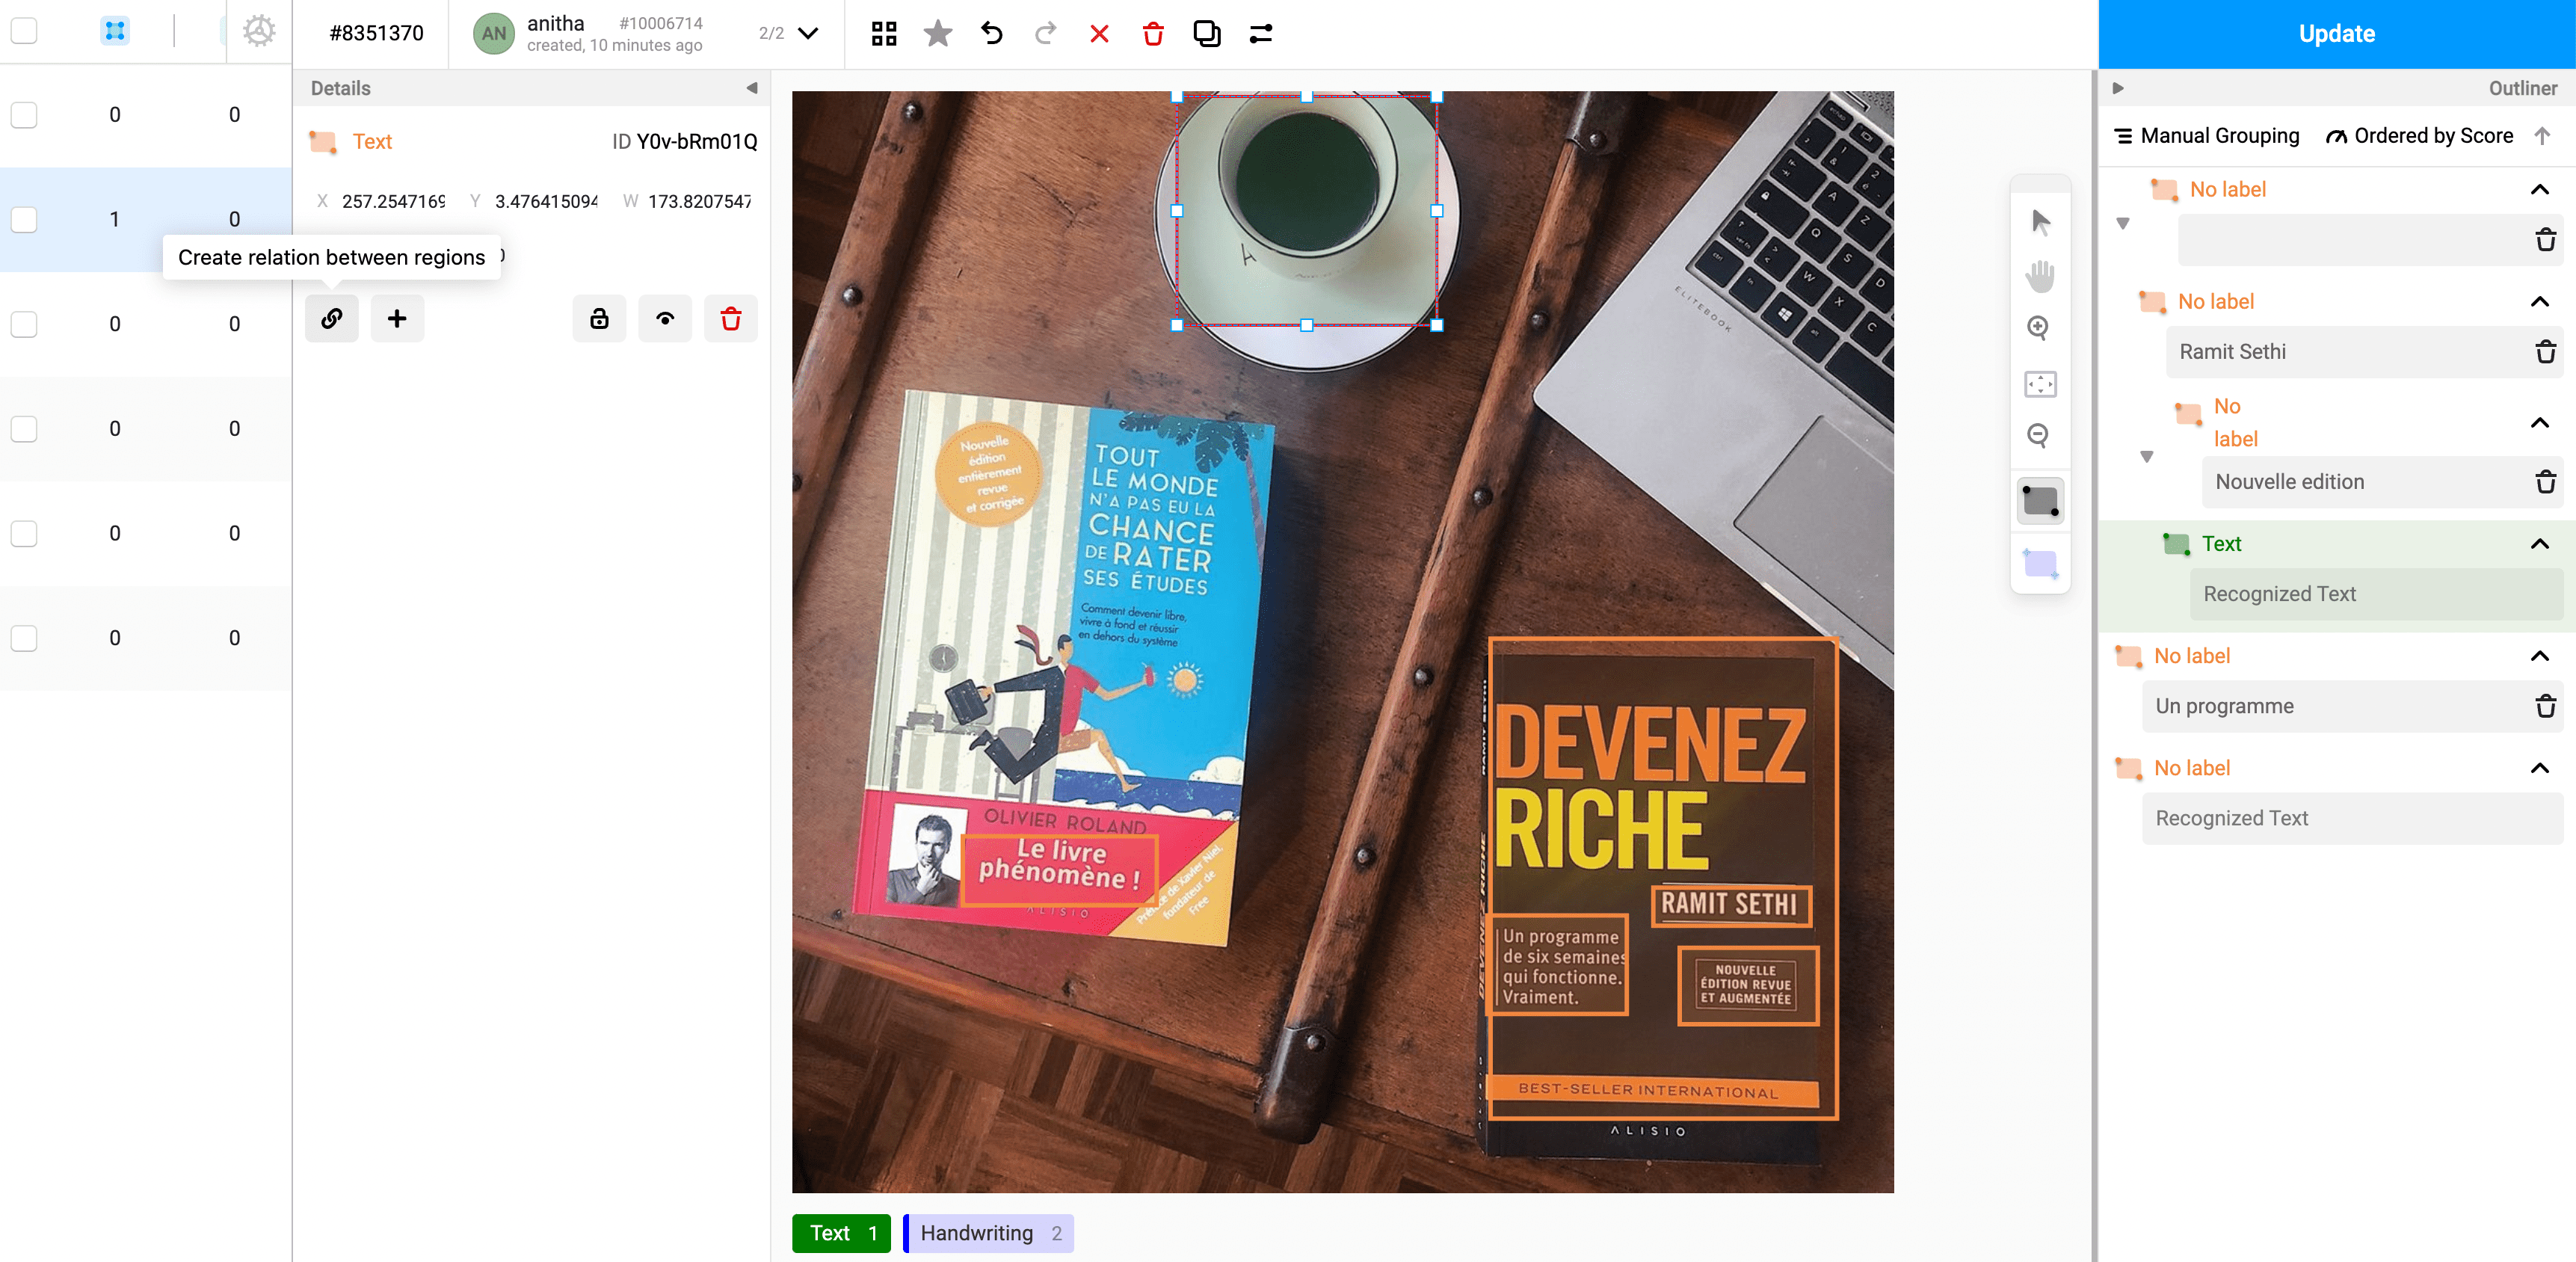 #8351370
AN
anitha #10006714
created, 10 minutes ago
2/2
Update
Details
Outliner
Text
ID Y0v-bRm01Q
X 257.2547169
Y 3.476415094
W 173.8207547
Manual Grouping
Ordered by Score
0 0
1 0
0 0
0 0
0 0
0 0
Create relation between regions
No label
No label
Ramit Sethi
No
label
Nouvelle edition
Text
Recognized Text
No label
Un programme
No label
Recognized Text
ELITEBOOK
Nouvelle
édition
entièrement
revue
et corrigée
TOUT
LE MONDE
N'A PAS EU LA
CHANCE
DE RATER
SES ÉTUDES
Comment devenir libre,
vivre à fond et réussir
en dehors du système
OLIVIER ROLAND
Le livre
phénomène !
Préface de Xavier Niel,
fondateur de
Free
ALISIO
RAMIT SETHI
DEVENEZ RICHE
DEVENEZ
RICHE
RAMIT SETHI
Un programme
de six semaines
qui fonctionne.
Vraiment.
NOUVELLE
ÉDITION REVUE
ET AUGMENTÉE
BEST-SELLER INTERNATIONAL
ALISIO
Text 1
Handwriting 2